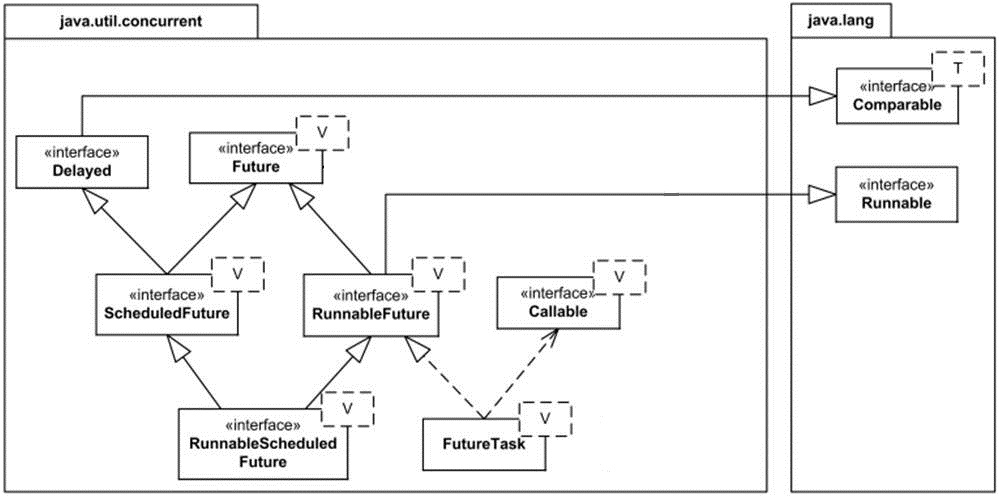 java.util.concurrent
java.lang
T
«interface»
Comparable
V
«interface»
Delayed
«interface»
Future
«interface»
Runnable
V
«interface»
ScheduledFuture
V
«interface»
RunnableFuture
V
«interface»
Callable
V
«interface»
RunnableScheduled
Future
V
FutureTask